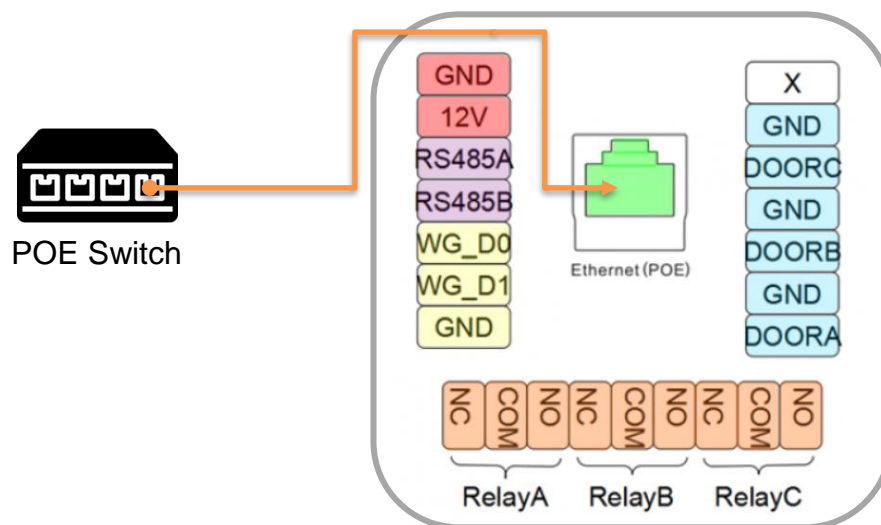 POE Switch
GND
12V
RS485A
RS485B
WG_D0
WG_D1
GND
Ethernet(POE)
X
GND
DOORC
GND
DOORB
GND
DOORA
NC
COM
NO
NC
COM
NO
NC
COM
NO
RelayA
RelayB
RelayC